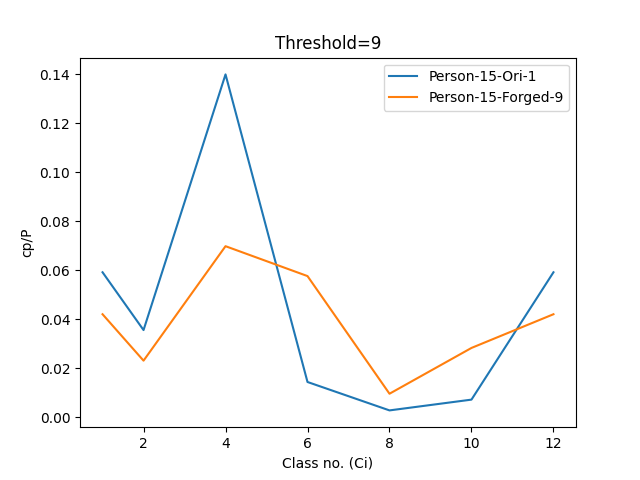 Threshold=9
Person-15-Ori-1
Person-15-Forged-9
cp/P
0.14
0.12
0.10
0.08
0.06
0.04
0.02
0.00
2 4 6 8 10 12
Class no. (Ci)